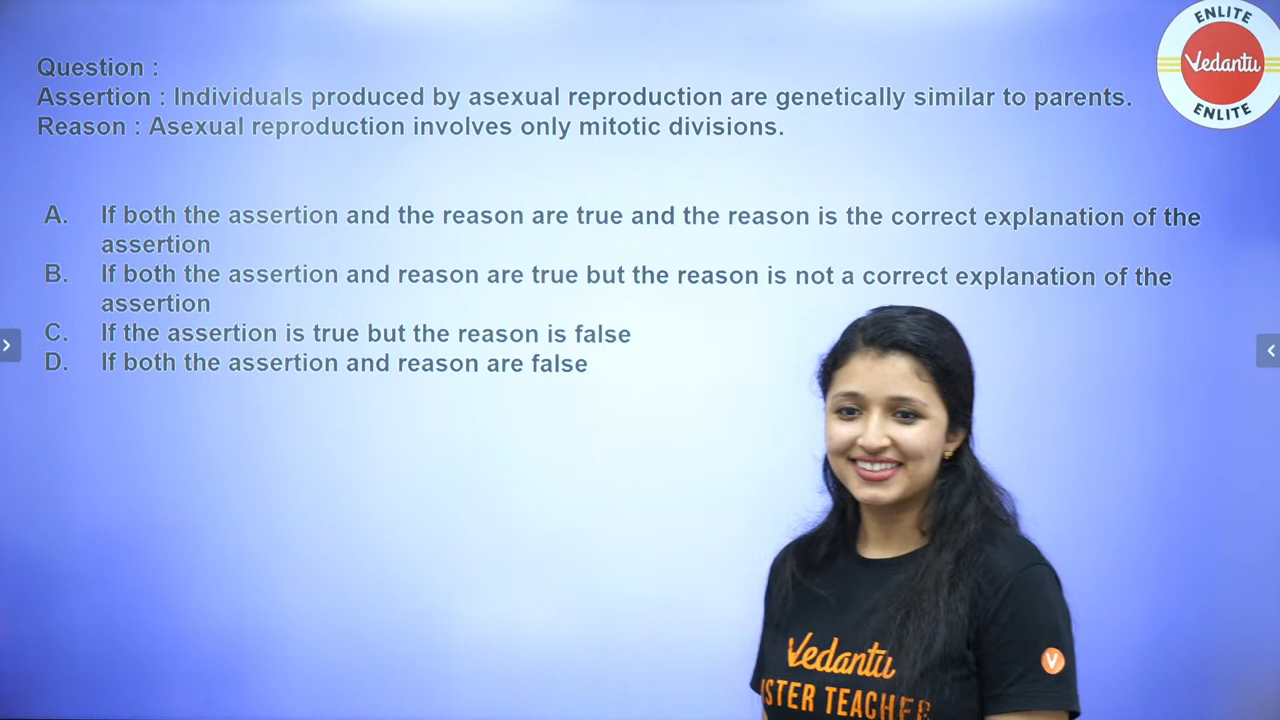 ENLITE
Vedantu
ENLITE
Question :
Assertion : Individuals produced by asexual reproduction are genetically similar to parents.
Reason : Asexual reproduction involves only mitotic divisions.
A. If both the assertion and the reason are true and the reason is the correct explanation of the
assertion
B. If both the assertion and reason are true but the reason is not a correct explanation of the
assertion
C. If the assertion is true but the reason is false
D. If both the assertion and reason are false
Vedantu
V
TEACHER